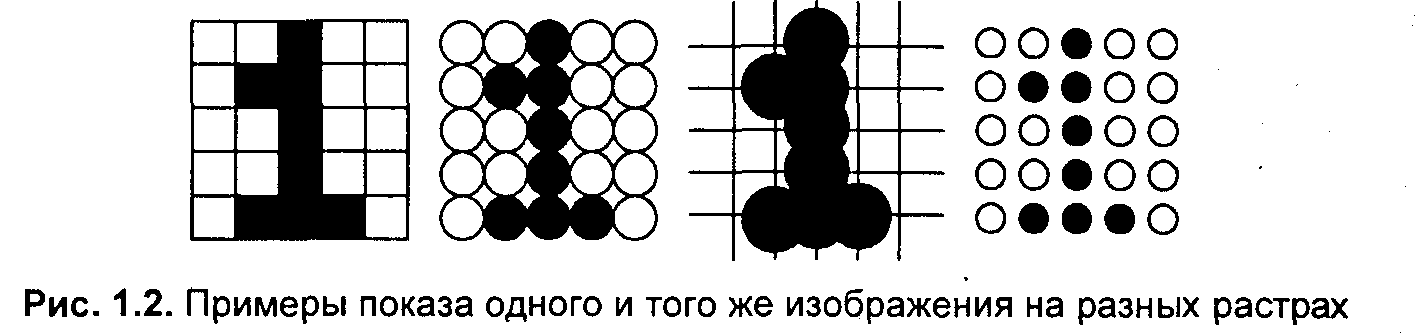 Рис. 1.2. Примеры показа одного и того же изображения на разных растрах